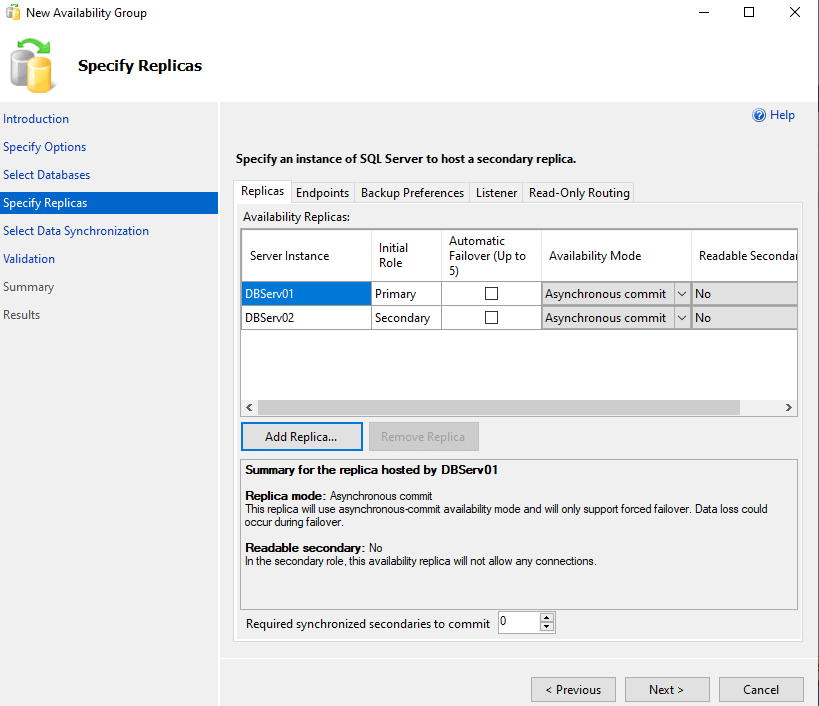 New Availability Group
Specify Replicas
Introduction
Specify Options
Select Databases
Specify Replicas
Select Data Synchronization
Validation
Summary
Results
Help
Specify an instance of SQL Server to host a secondary replica.
Replicas Endpoints Backup Preferences Listener Read-Only Routing
Availability Replicas:
Server Instance
Initial
Role
Automatic
Failover (Up to
5)
Availability Mode
Readable Secondar
DBServ01 Primary Asynchronous commit No
DBServ02 Secondary Asynchronous commit No
Add Replica... Remove Replica
Summary for the replica hosted by DBServ01
Replica mode: Asynchronous commit
This replica will use asynchronous-commit availability mode and will only support forced failover. Data loss could
occur during failover.
Readable secondary: No
In the secondary role, this availability replica will not allow any connections.
Required synchronized secondaries to commit 0
< Previous Next > Cancel